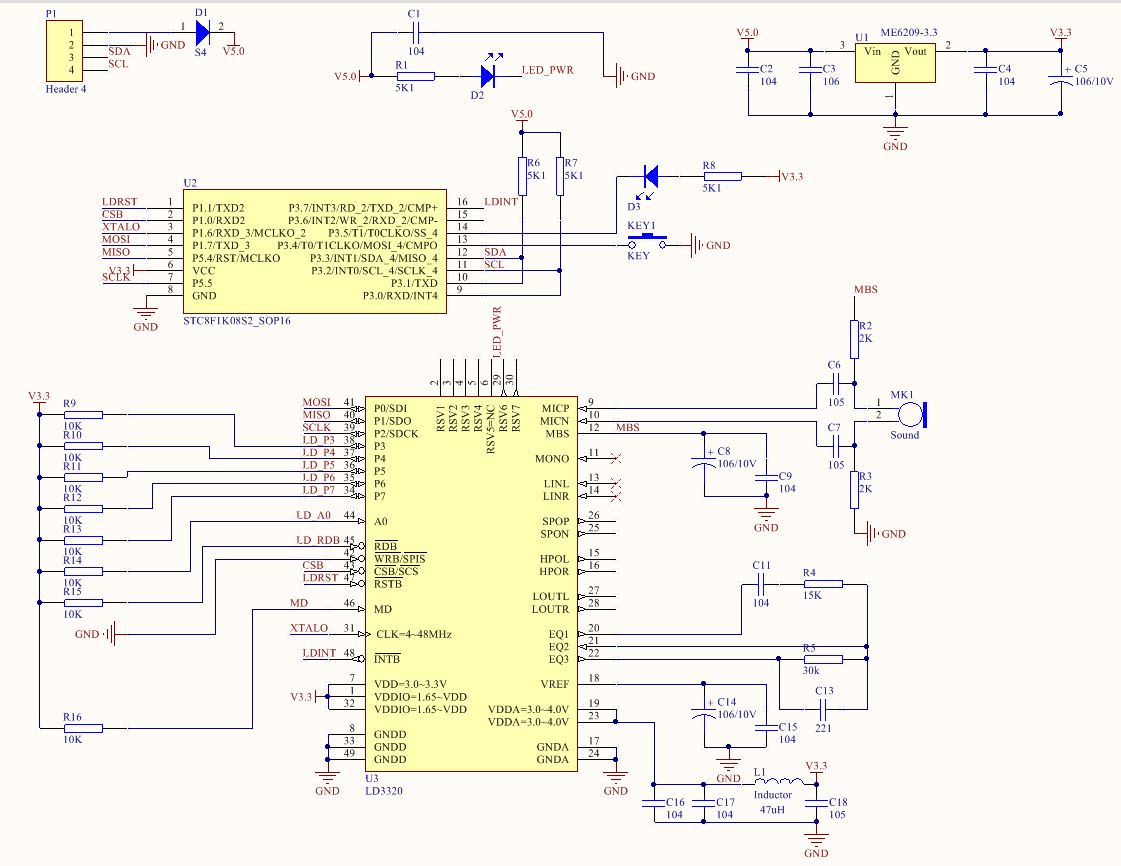 P1
1
2
3
4
Header 4
SDA
SCL
GND
D1
1
2
S4
V5.0
C1
104
V5.0
R1
5K1
D2
LED_PWR
GND
V5.0
C2
104
C3
106
3
U1
ME6209-3.3
Vin
Vout
GND
2
1
GND
C4
104
V3.3
C5
+
106/10V
V5.0
R6
5K1
R7
5K1
D3
R8
5K1
V3.3
KEY1
KEY
GND
U2
LDRST 1 P1.1/TXD2
CSB 2 P1.0/RXD2
XTALO 3 P1.6/RXD_3/MCLKO_2
MOSI 4 P1.7/TXD_3
MISO 5 P5.4/RST/MCLKO
V3.3 6 VCC
SCLK 7 P5.5
8 GND
GND
P3.7/INT3/RD_2/TXD_2/CMP+ 16 LDINT
P3.6/INT2/WR_2/RXD_2/CMP- 15
P3.5/T1/T0CLKO/SS_4 14
P3.4/T0/T1CLKO/MOSI_4/CMPO 13
P3.3/INT1/SDA_4/MISO_4 12 SDA
P3.2/INT0/SCL_4/SCLK_4 11 SCL
P3.1/TXD 10
P3.0/RXD/INT4 9
STC8F1K08S2_SOP16
V3.3
R9
10K
R10
10K
R11
10K
R12
10K
R13
10K
R14
10K
R15
10K
GND
R16
10K
LED_PWR
2 RSV1
3 RSV2
4 RSV3
5 RSV4
6 RSV5=NC
29 RSV6
30 RSV7
MOSI 41 P0/SDI
MISO 40 P1/SDO
SCLK 39 P2/SDCK
LD_P3 38 P3
LD_P4 37 P4
LD_P5 36 P5
LD_P6 35 P6
LD_P7 34 P7
LD_A0 44 A0
LD_RDB 45 RDB
WRB/SPIS
CSB CSB/SCS
LDRST RSTB
MD 46 MD
XTALO 31 CLK=4~48MHz
LDINT 48 INTB
7 VDD=3.0~3.3V
V3.3 1 VDDIO=1.65~VDD
32 VDDIO=1.65~VDD
8 GNDD
33 GNDD
49 GNDD
GND
U3
LD3320
MICP 9
MICN 10
MBS 12 MBS
MONO 11
LINL 13
LINR 14
SPOP 26
SPON 25
HPOL 15
HPOR 16
LOUTL 27
LOUTR 28
EQ1 20
EQ2 21
EQ3 22
VREF 18
VDDA=3.0~4.0V 19
VDDA=3.0~4.0V 23
GNDA 17
GNDA 24
GND
MBS
R2
2K
C6
105
C7
105
MK1
1
2
Sound
R3
2K
GND
+
C8
106/10V
C9
104
GND
C11
104
R4
15K
R5
30k
C13
221
+
C14
106/10V
C15
104
GND
L1
Inductor
47uH
V3.3
C16
104
C17
104
C18
105
GND